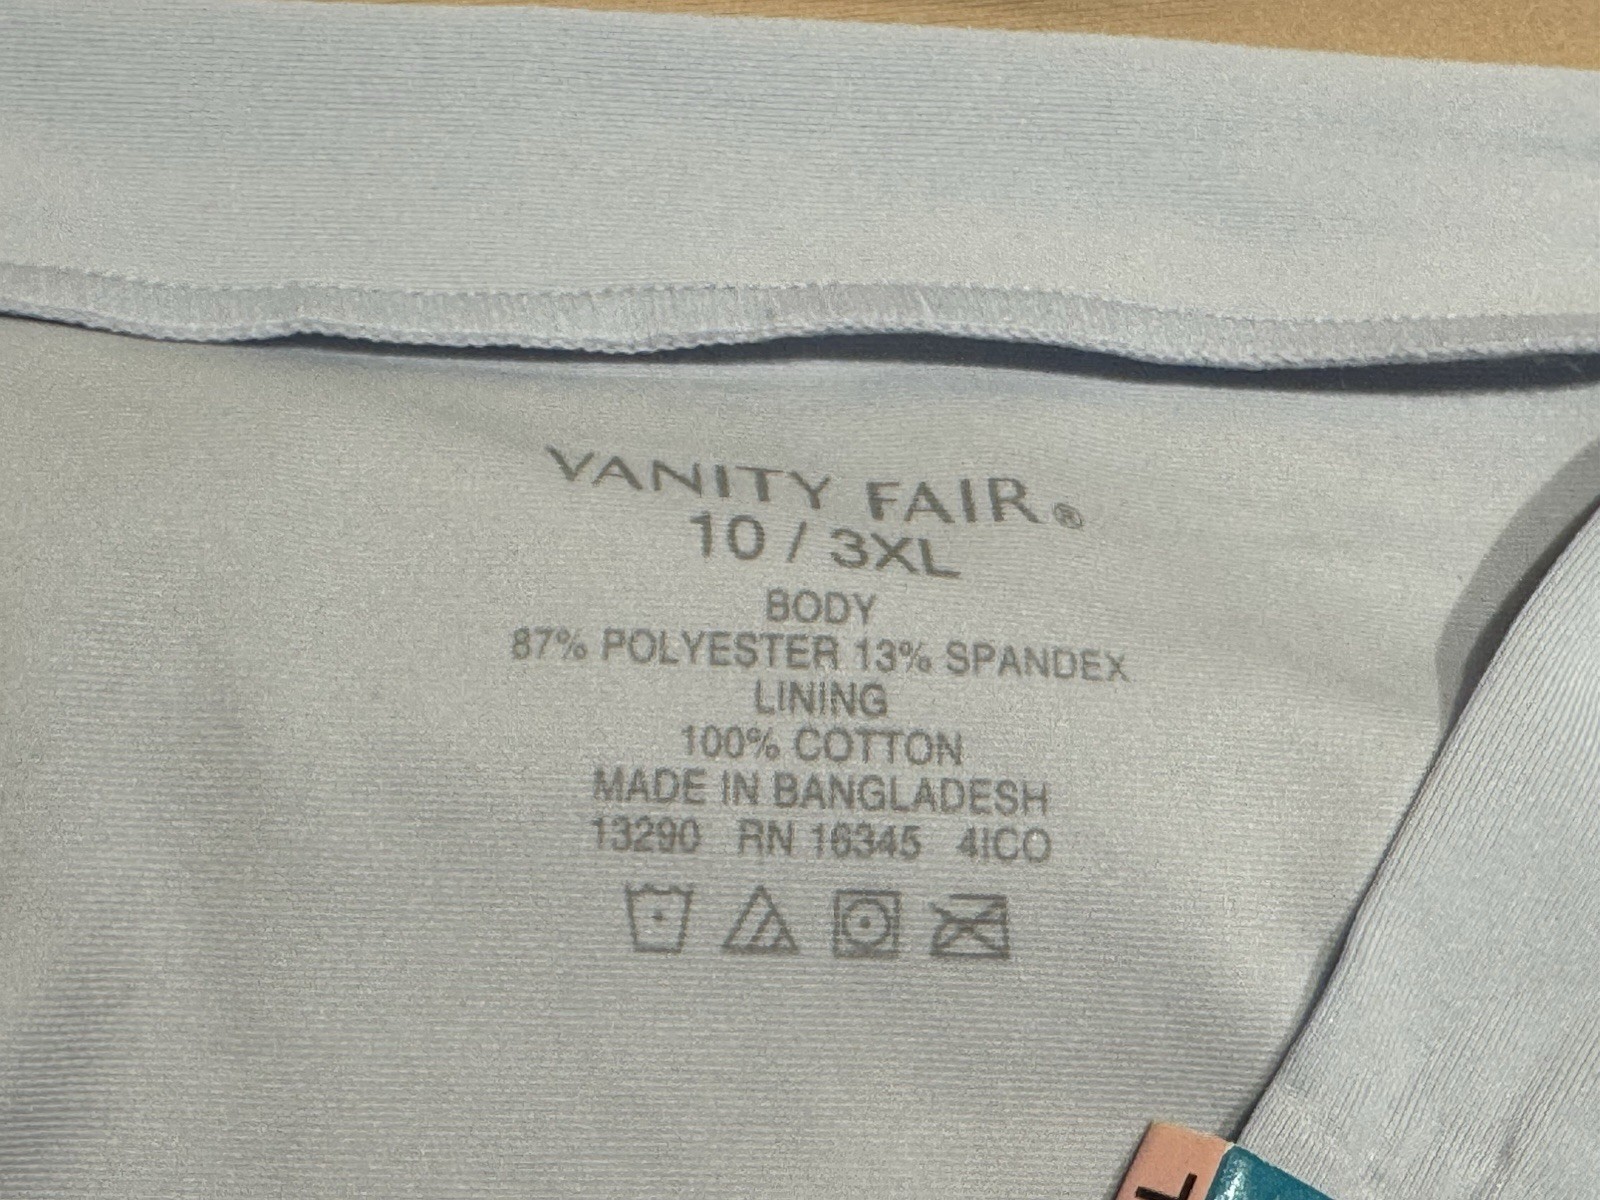 VANITY FAIR®
10 / 3XL
BODY
87% POLYESTER 13% SPANDEX
LINING
100% COTTON
MADE IN BANGLADESH
13290 RN 16345 4ICO